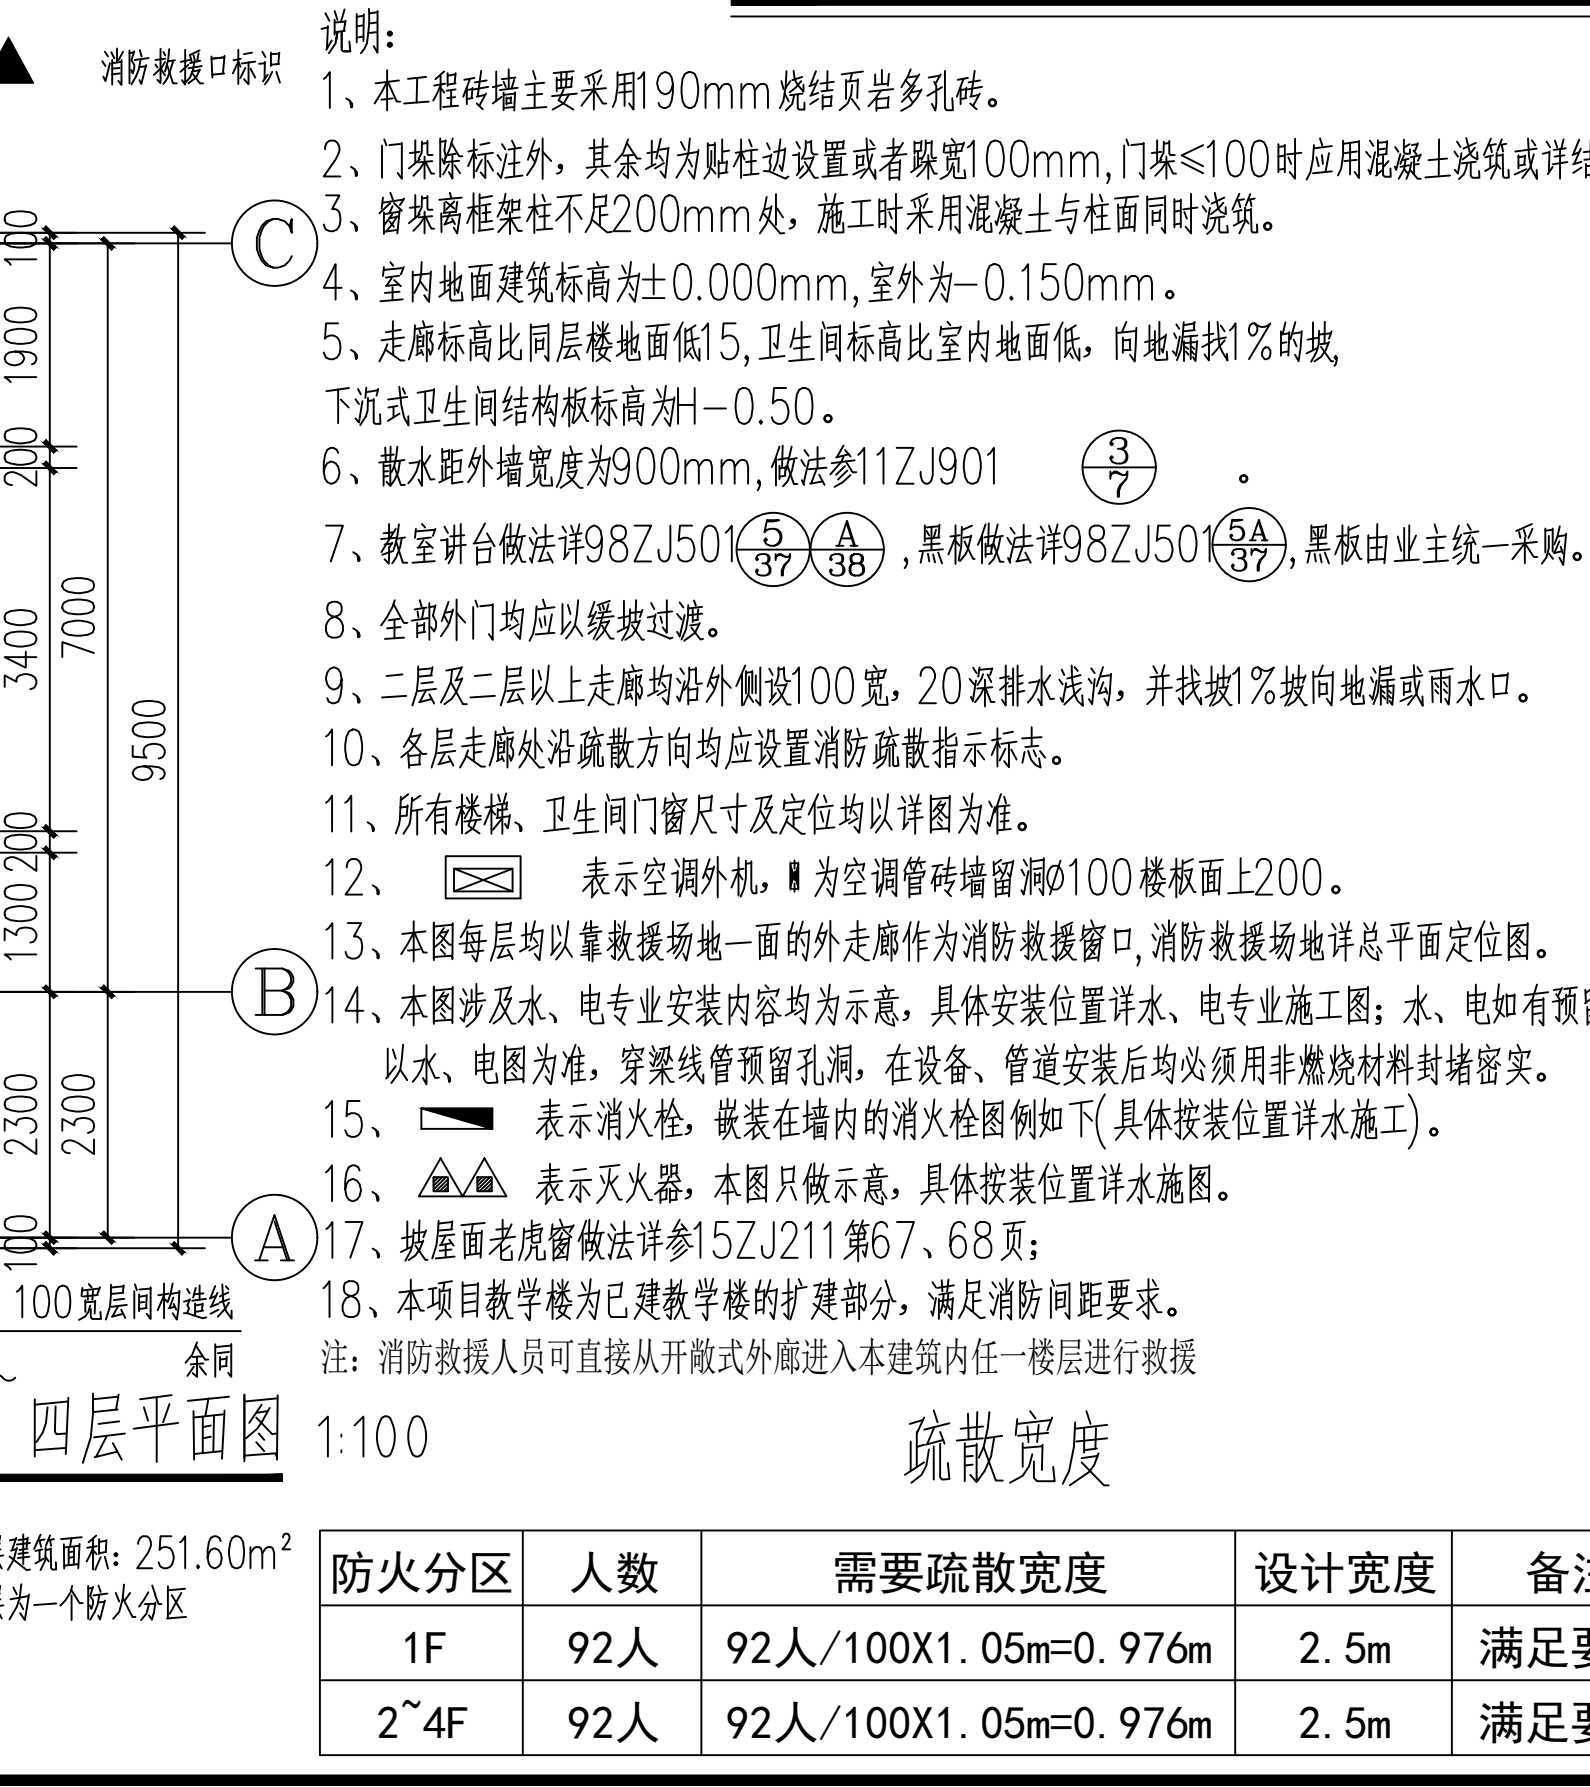 消防救援口标识
说明：
1、本工程砖墙主要采用190mm烧结页岩多孔砖。
2、门垛除标注外，其余均为贴柱边设置或者跺宽100mm,门垛≤100时应用混凝土浇筑或详结
3、窗垛离框架柱不足200mm处，施工时采用混凝土与柱面同时浇筑。
4、室内地面建筑标高为±0.000mm,室外为-0.150mm。
5、走廊标高比同层楼地面低15,卫生间标高比室内地面低，向地漏找1%的坡,
下沉式卫生间结构板标高为H-0.50。
6、散水距外墙宽度为900mm,做法参11ZJ901 3/7 。
7、教室讲台做法详98ZJ501 5/37 A/38 ,黑板做法详98ZJ501 5A/37 ,黑板由业主统一采购。
8、全部外门均应以缓坡过渡。
9、二层及二层以上走廊均沿外侧设100宽，20深排水浅沟，并找坡1%坡向地漏或雨水口。
10、各层走廊处沿疏散方向均应设置消防疏散指示标志。
11、所有楼梯、卫生间门窗尺寸及定位均以详图为准。
12、 表示空调外机， 为空调管砖墙留洞Ø100楼板面上200。
13、本图每层均以靠救援场地一面的外走廊作为消防救援窗口,消防救援场地详总平面定位图。
14、本图涉及水、电专业安装内容均为示意，具体安装位置详水、电专业施工图；水、电如有预留
以水、电图为准，穿梁线管预留孔洞，在设备、管道安装后均必须用非燃烧材料封堵密实。
15、 表示消火栓，嵌装在墙内的消火栓图例如下(具体按装位置详水施工)。
16、 表示灭火器，本图只做示意，具体按装位置详水施图。
17、坡屋面老虎窗做法详参15ZJ211第67、68页；
18、本项目教学楼为已建教学楼的扩建部分，满足消防间距要求。
注：消防救援人员可直接从开敞式外廊进入本建筑内任一楼层进行救援
C
B
A
100
1900
200
3400
200
1300
2300
100
7000
2300
9500
100宽层间构造线
余同
四层平面图 1:100
层建筑面积：251.60m²
层为一个防火分区
疏散宽度
防火分区 人数 需要疏散宽度 设计宽度 备注
1F 92人 92人/100X1.05m=0.976m 2.5m 满足要
2~4F 92人 92人/100X1.05m=0.976m 2.5m 满足要